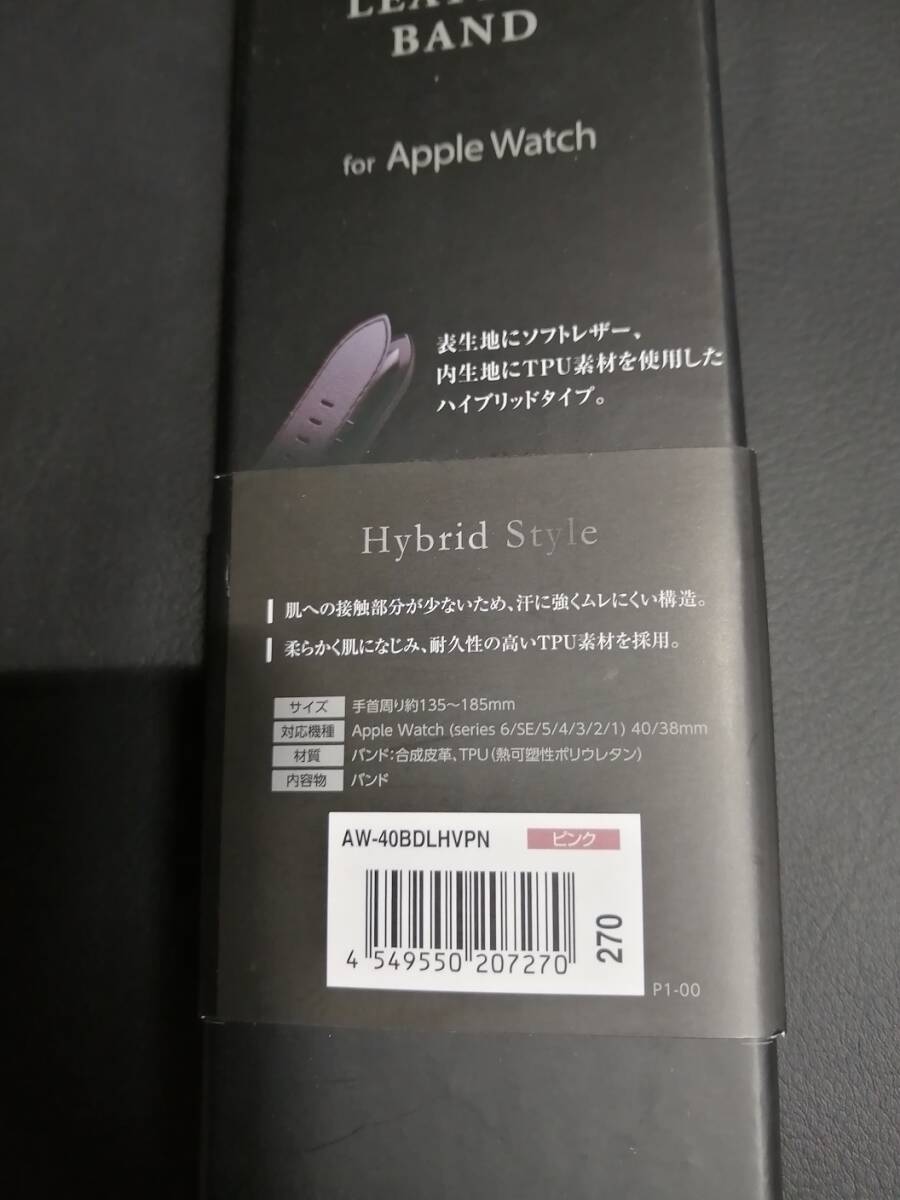 BAND
for Apple Watch
表生地にソフトレザー、
内生地にTPU素材を使用した
ハイブリッドタイプ。
Hybrid Style
肌への接触部分が少ないため、汗に強くムレにくい構造。
柔らかく肌になじみ、耐久性の高いTPU素材を採用。
サイズ 手首周り約135～185mm
対応機種 Apple Watch (series 6/SE/5/4/3/2/1) 40/38mm
材質 バンド:合成皮革、TPU(熱可塑性ポリウレタン)
内容物 バンド
AW-40BDLHVPN ピンク
4 549550 207270
270
P1-00